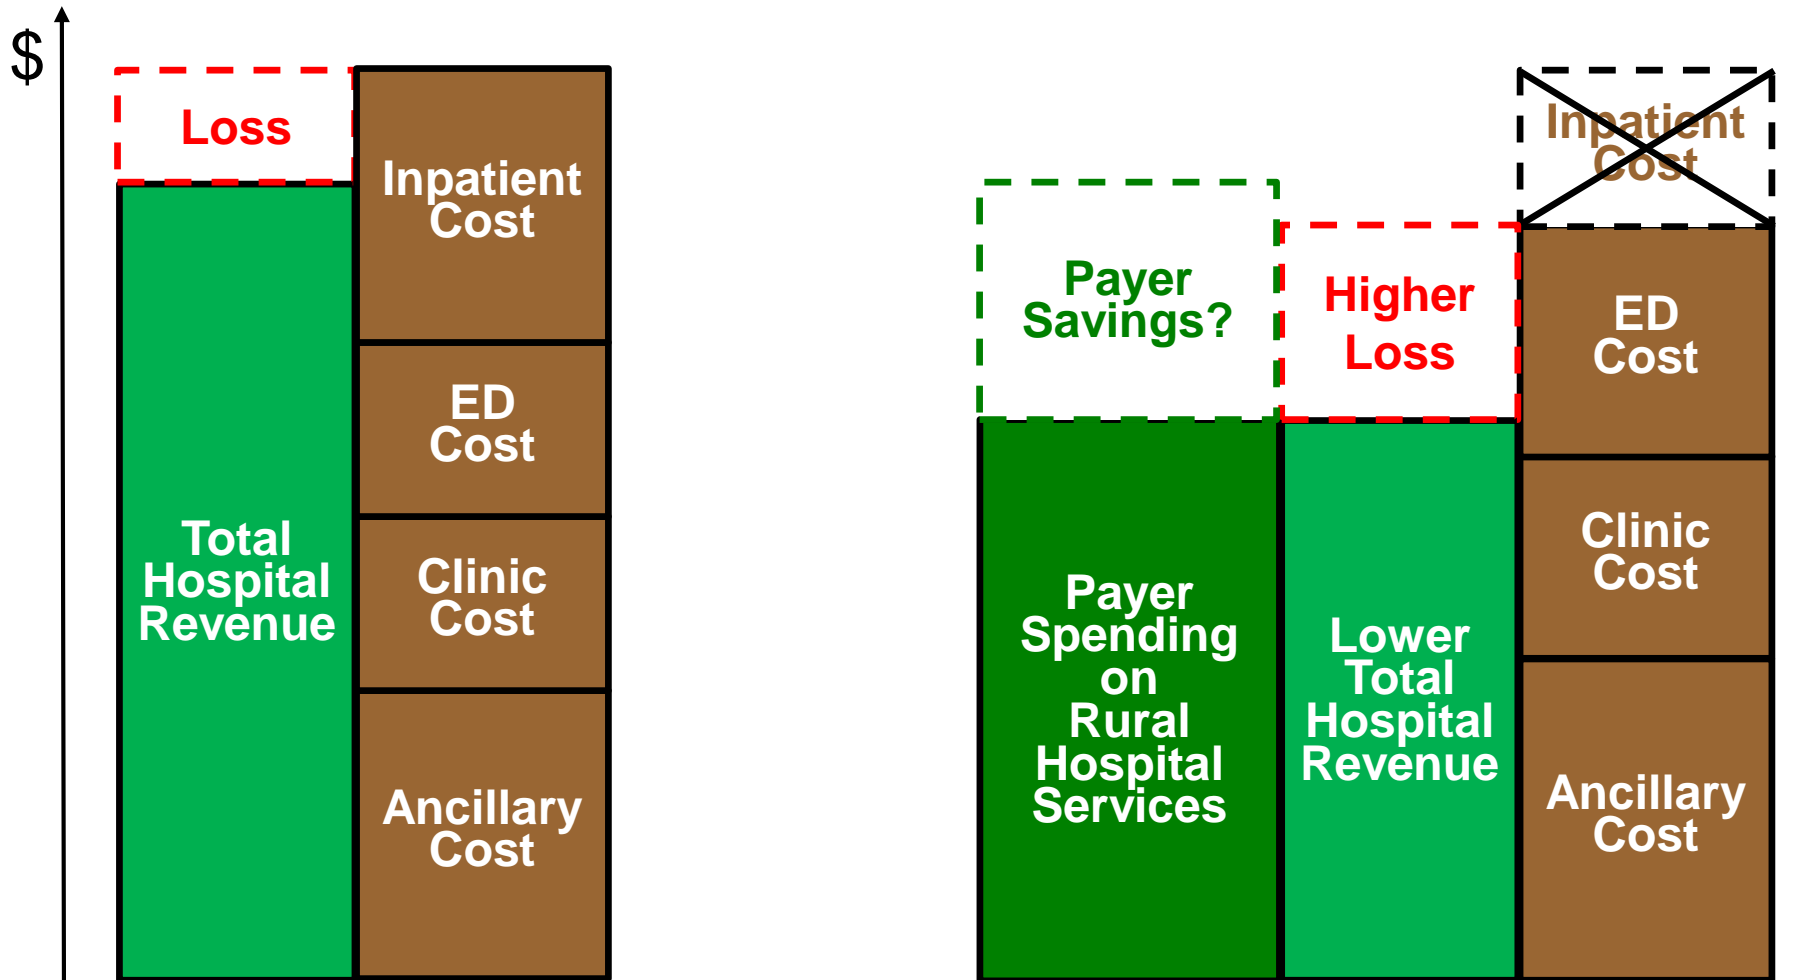 $
Loss
Inpatient
Cost
ED
Cost
Clinic
Cost
Ancillary
Cost
Total
Hospital
Revenue
Payer
Savings?
Payer
Spending
on
Rural
Hospital
Services
Higher
Loss
Lower
Total
Hospital
Revenue
Inpatient
Cost
ED
Cost
Clinic
Cost
Ancillary
Cost